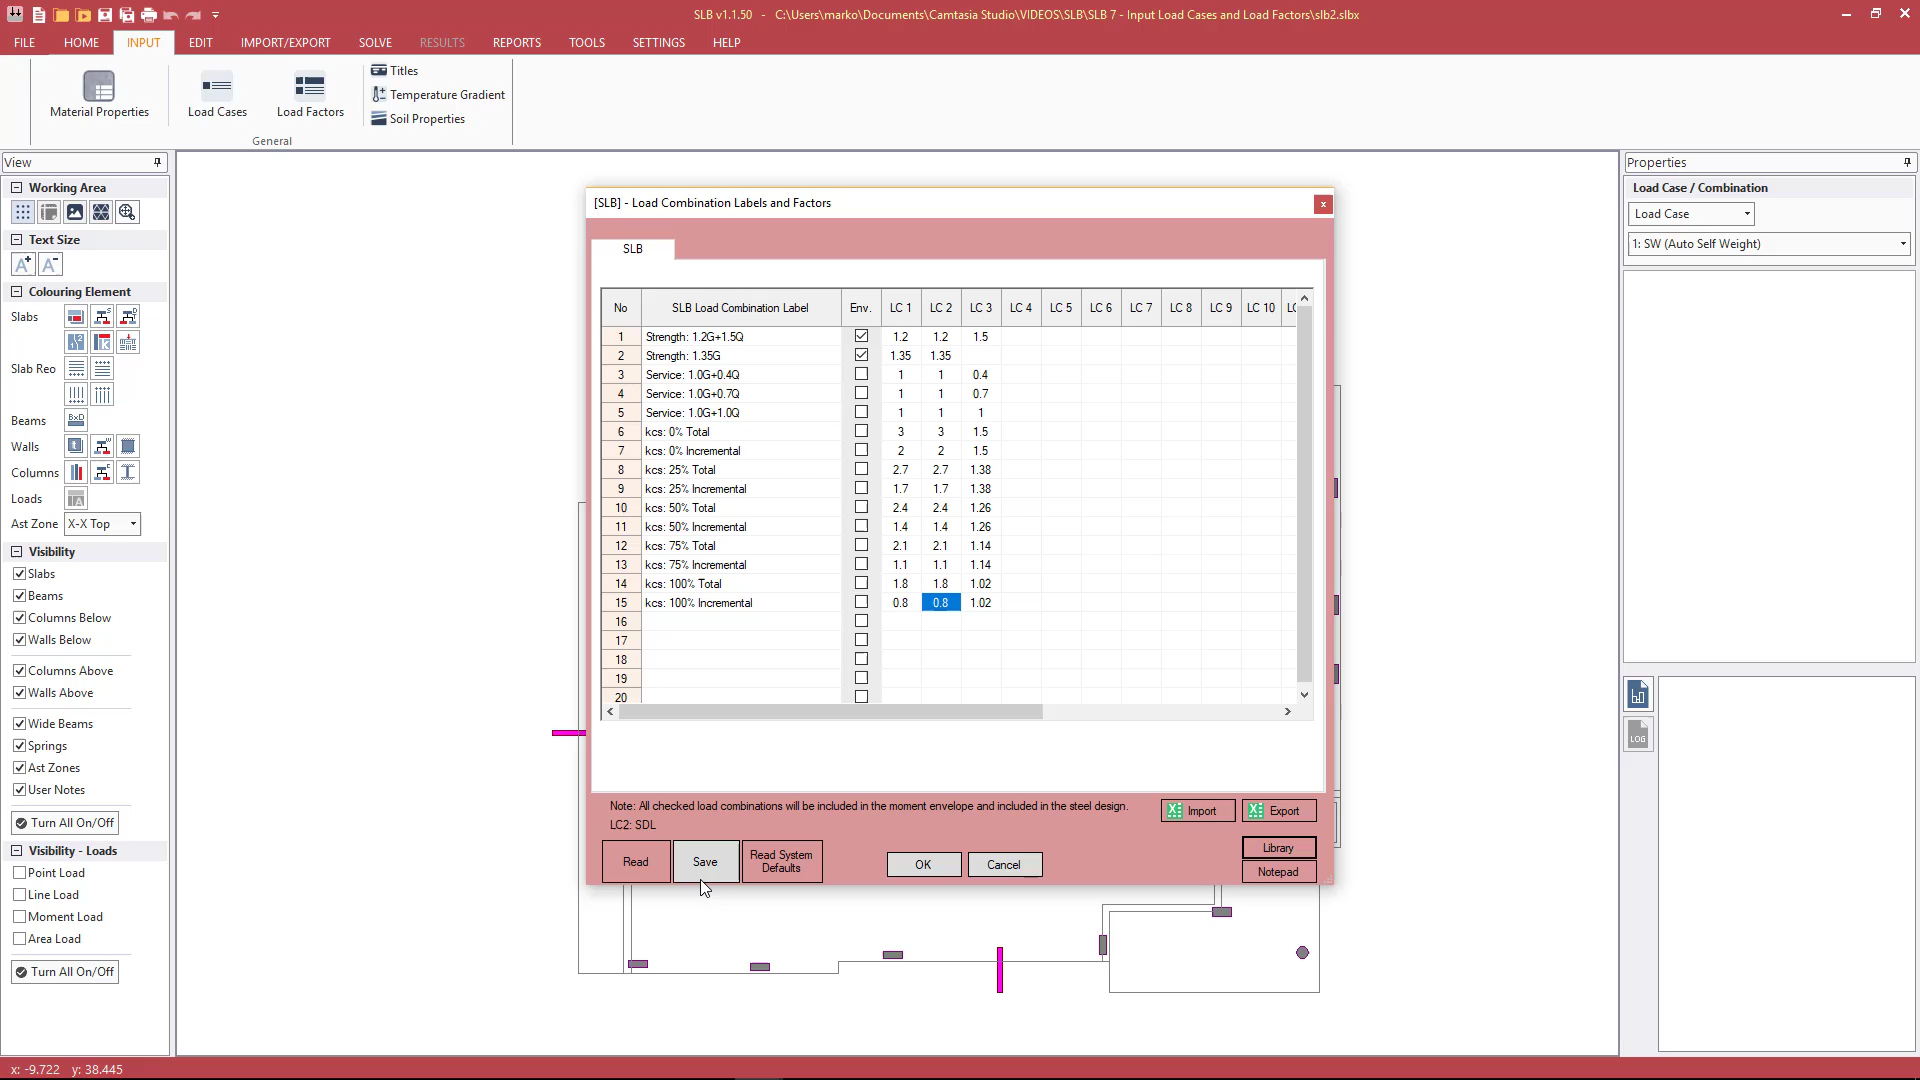 SLB v1.1.50 - C:\Users\marko\Documents\Camtasia Studio\VIDEOS\SLB\SLB 7 - Input Load Cases and Load Factors\slb2.slbx
FILE HOME INPUT EDIT IMPORT/EXPORT SOLVE RESULTS REPORTS TOOLS SETTINGS HELP
Material Properties
Load Cases
Load Factors
Titles
Temperature Gradient
Soil Properties
General
View
Working Area
Text Size
A+ A-
Colouring Element
Slabs
Slab Reo
Beams
BxD
Walls
Columns
Loads
Ast Zone X-X Top
Visibility
Slabs
Beams
Columns Below
Walls Below
Columns Above
Walls Above
Wide Beams
Springs
Ast Zones
User Notes
Turn All On/Off
Visibility - Loads
Point Load
Line Load
Moment Load
Area Load
Turn All On/Off
[SLB] - Load Combination Labels and Factors
x
SLB
No SLB Load Combination Label Env. LC 1 LC 2 LC 3 LC 4 LC 5 LC 6 LC 7 LC 8 LC 9 LC 10
1 Strength: 1.2G+1.5Q 1.2 1.2 1.5
2 Strength: 1.35G 1.35 1.35
3 Service: 1.0G+0.4Q 1 1 0.4
4 Service: 1.0G+0.7Q 1 1 0.7
5 Service: 1.0G+1.0Q 1 1 1
6 kcs: 0% Total 3 3 1.5
7 kcs: 0% Incremental 2 2 1.5
8 kcs: 25% Total 2.7 2.7 1.38
9 kcs: 25% Incremental 1.7 1.7 1.38
10 kcs: 50% Total 2.4 2.4 1.26
11 kcs: 50% Incremental 1.4 1.4 1.26
12 kcs: 75% Total 2.1 2.1 1.14
13 kcs: 75% Incremental 1.1 1.1 1.14
14 kcs: 100% Total 1.8 1.8 1.02
15 kcs: 100% Incremental 0.8 0.8 1.02
16
17
18
19
20
Note: All checked load combinations will be included in the moment envelope and included in the steel design.
LC2: SDL
Import
Export
Read
Save
Read System
Defaults
OK
Cancel
Library
Notepad
Properties
Load Case / Combination
Load Case
1: SW (Auto Self Weight)
LOG
x: -9.722 y: 38.445